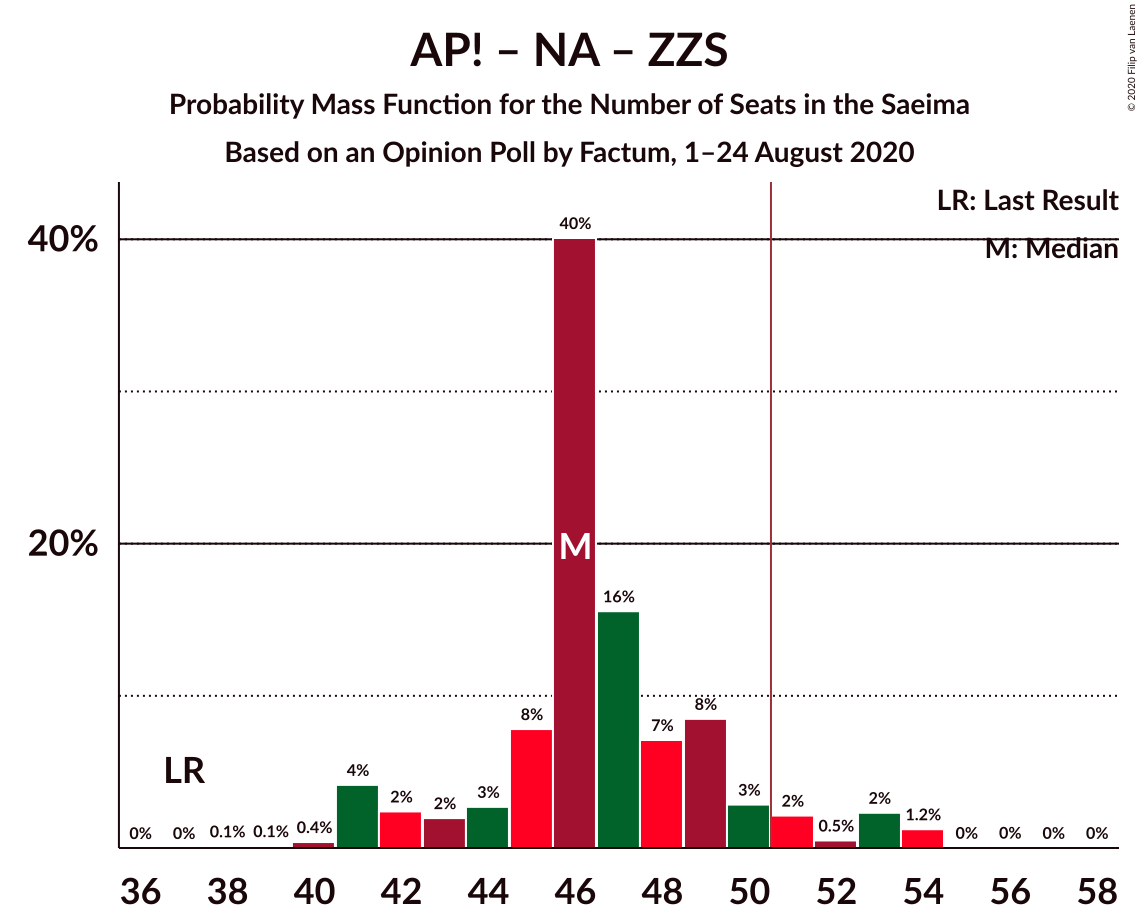 AP! – NA – ZZS
Probability Mass Function for the Number of Seats in the Saeima
Based on an Opinion Poll by Factum, 1–24 August 2020
© 2020 Filip van Laenen
LR: Last Result
M: Median
40%
20%
40%
M
16%
8%
7%
8%
LR
4%
2%
2%
3%
3%
2%
2%
0%
0%
0.1%
0.1%
0.4%
0.5%
1.2%
0%
0%
0%
0%
36 38 40 42 44 46 48 50 52 54 56 58